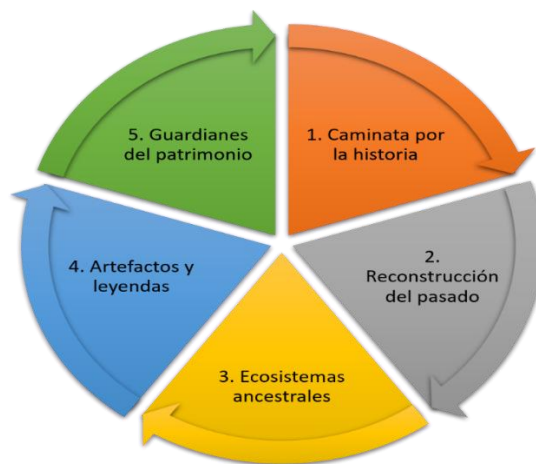 1. Caminata por
la historia
2.
Reconstrucción
del pasado
3. Ecosistemas
ancestrales
4. Artefactos y
leyendas
5. Guardianes
del patrimonio